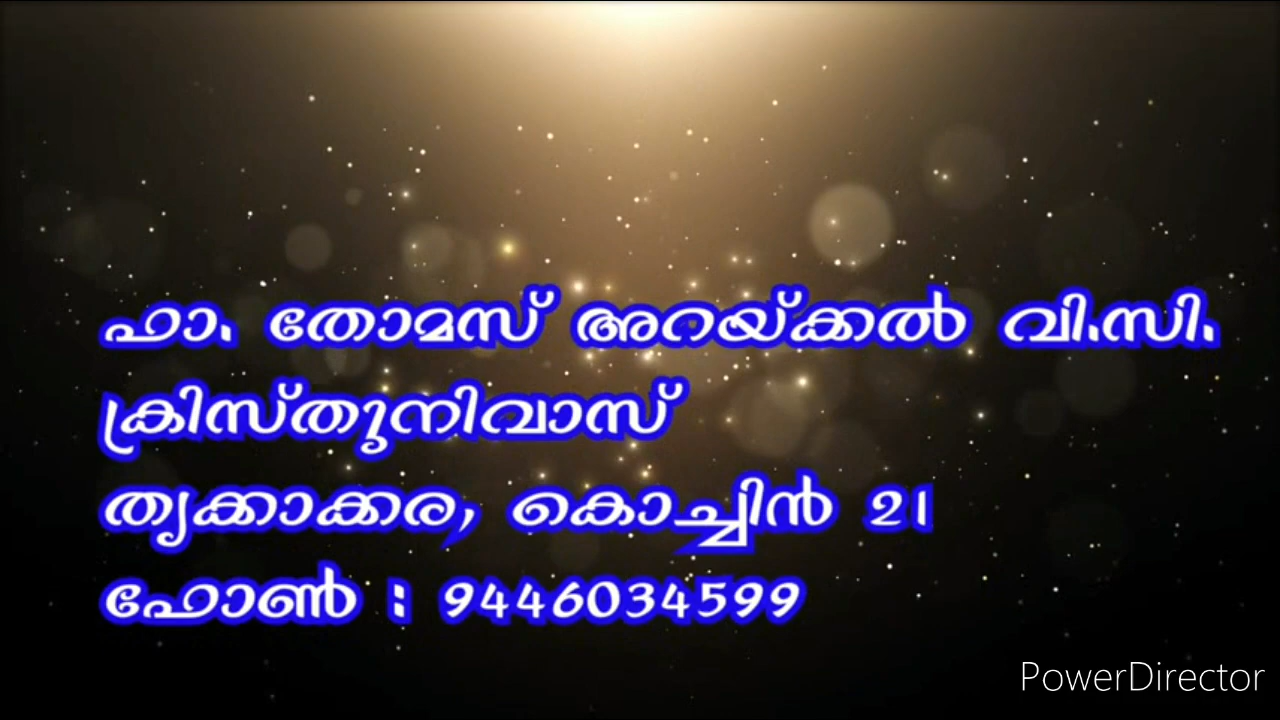 ഫാ. തോമസ് അറയ്ക്കൽ വി.സി.
ക്രിസ്തുനിവാസ്
തൃക്കാക്കര, കൊച്ചിൻ 21
ഫോൺ : 9446034599
PowerDirector